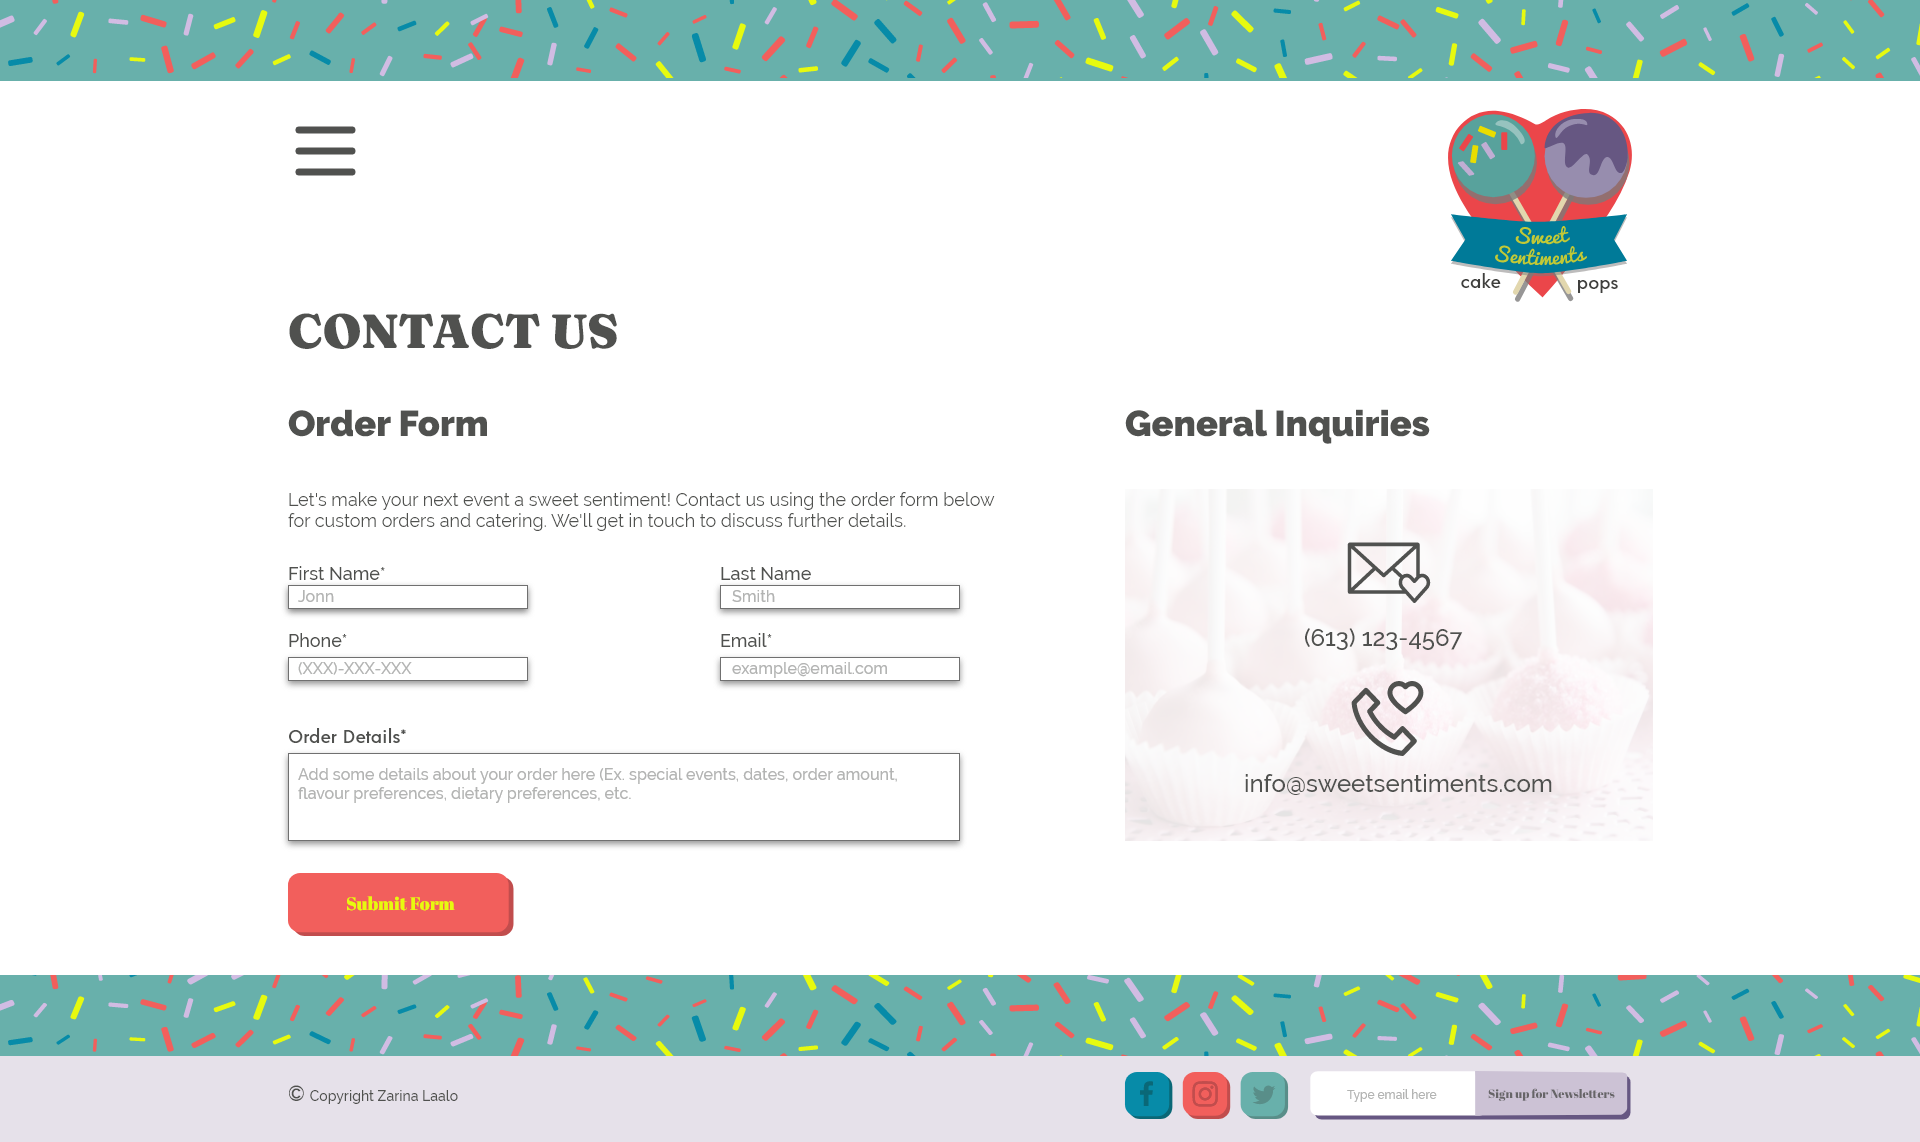 Sweet
Sentiments
cake pops
CONTACT US
Order Form
Let's make your next event a sweet sentiment! Contact us using the order form below
for custom orders and catering. We'll get in touch to discuss further details.
First Name*
Last Name
Jonn
Smith
Phone*
Email*
(XXX)-XXX-XXX
example@email.com
Order Details*
Add some details about your order here (Ex. special events, dates, order amount,
flavour preferences, dietary preferences, etc.
Submit Form
General Inquiries
(613) 123-4567
info@sweetsentiments.com
© Copyright Zarina Laalo
Type email here
Sign up for Newsletters